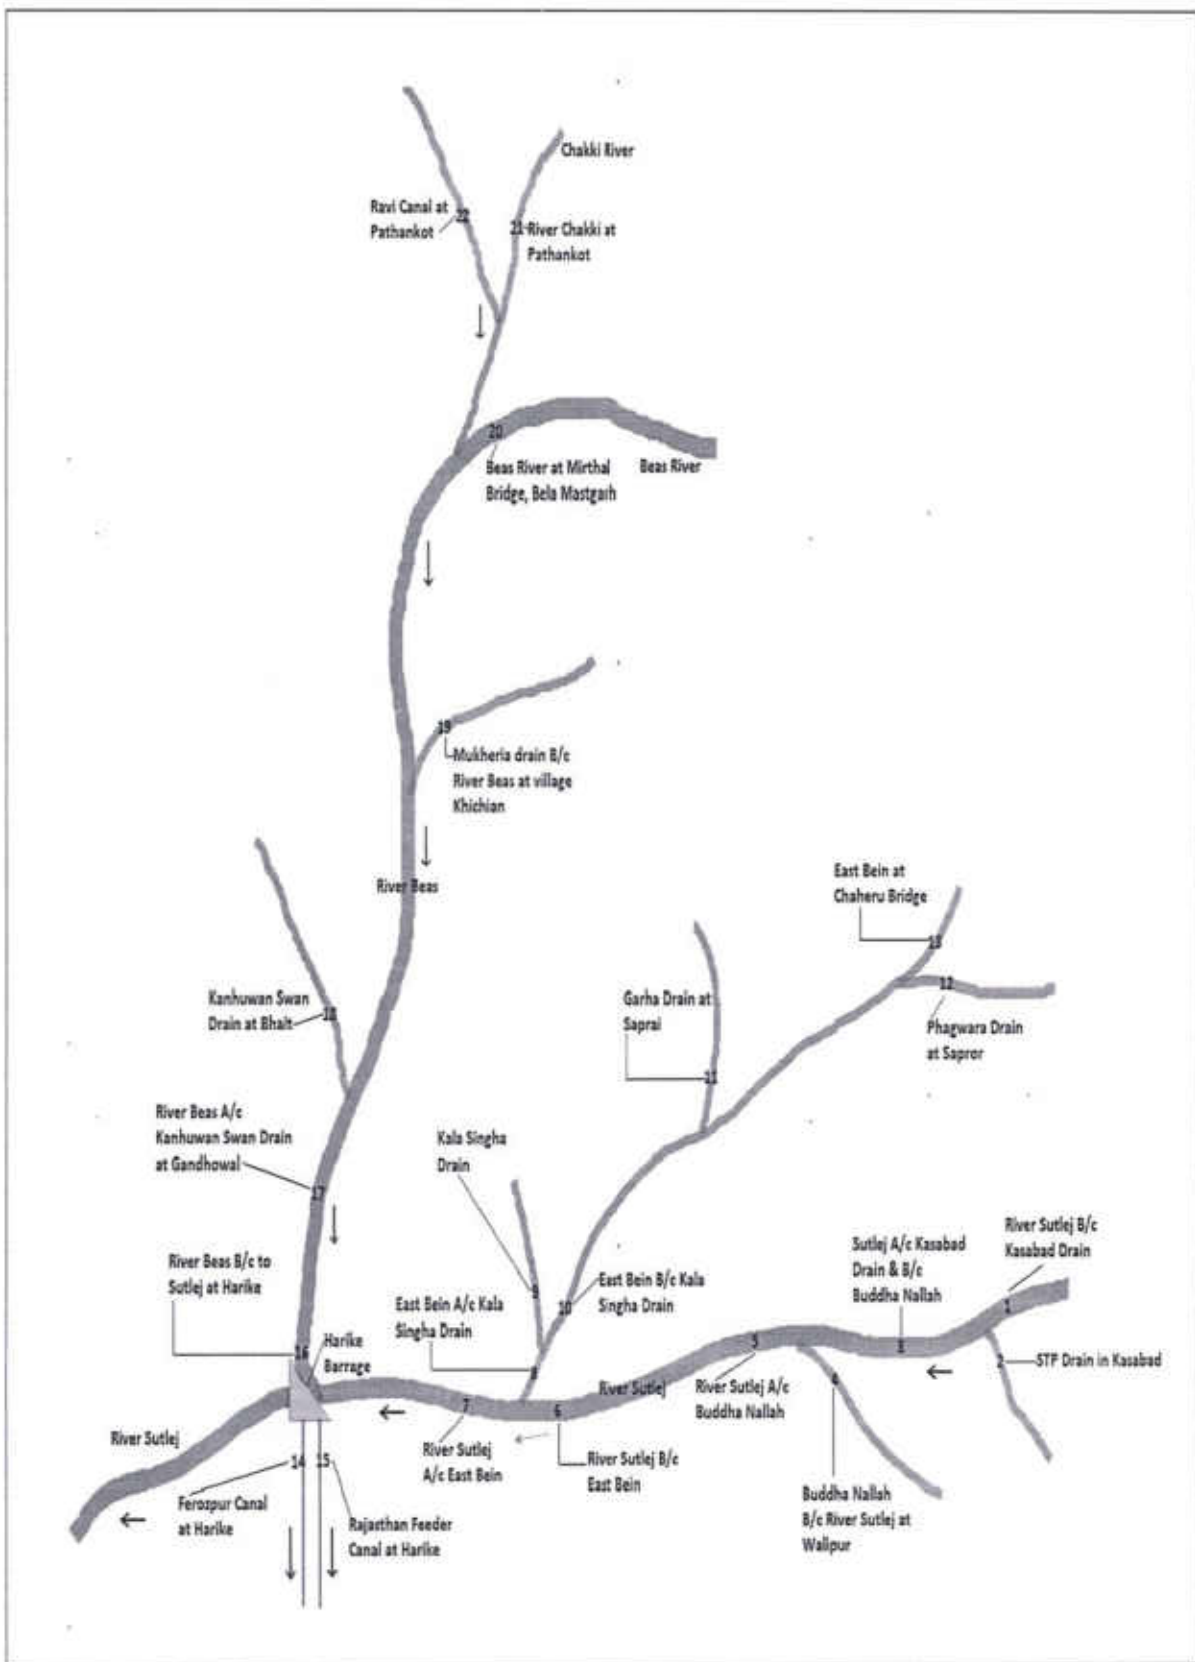 Chakki River
Ravi Canal at
Pathankot
22
21
River Chakki at
Pathankot
20
Beas River at Mirthal
Bridge, Bela Mastgarh
Beas River
19
Mukheria drain B/c
River Beas at village
Khichian
River Beas
East Bein at
Chaheru Bridge
13
12
Phagwara Drain
at Sapror
Garha Drain at
Saprai
11
Kanhuwan Swan
Drain at Bhait
18
River Beas A/c
Kanhuwan Swan Drain
at Gandhowal
17
Kala Singha
Drain
9
River Sutlej B/c
Kasabad Drain
1
Sutlej A/c Kasabad
Drain & B/c
Buddha Nallah
3
2
STP Drain in Kasabad
River Beas B/c to
Sutlej at Harike
16
Harike
Barrage
East Bein A/c Kala
Singha Drain
8
10
East Bein B/c Kala
Singha Drain
5
River Sutlej A/c
Buddha Nallah
4
Buddha Nallah
B/c River Sutlej at
Walipur
River Sutlej
6
River Sutlej B/c
East Bein
7
River Sutlej
A/c East Bein
River Sutlej
14
15
Ferozpur Canal
at Harike
Rajasthan Feeder
Canal at Harike